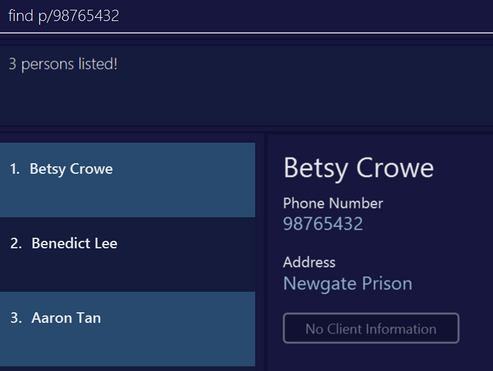 find p/98765432
3 persons listed!
1. Betsy Crowe
2. Benedict Lee
3. Aaron Tan
Betsy Crowe
Phone Number
98765432
Address
Newgate Prison
No Client Information